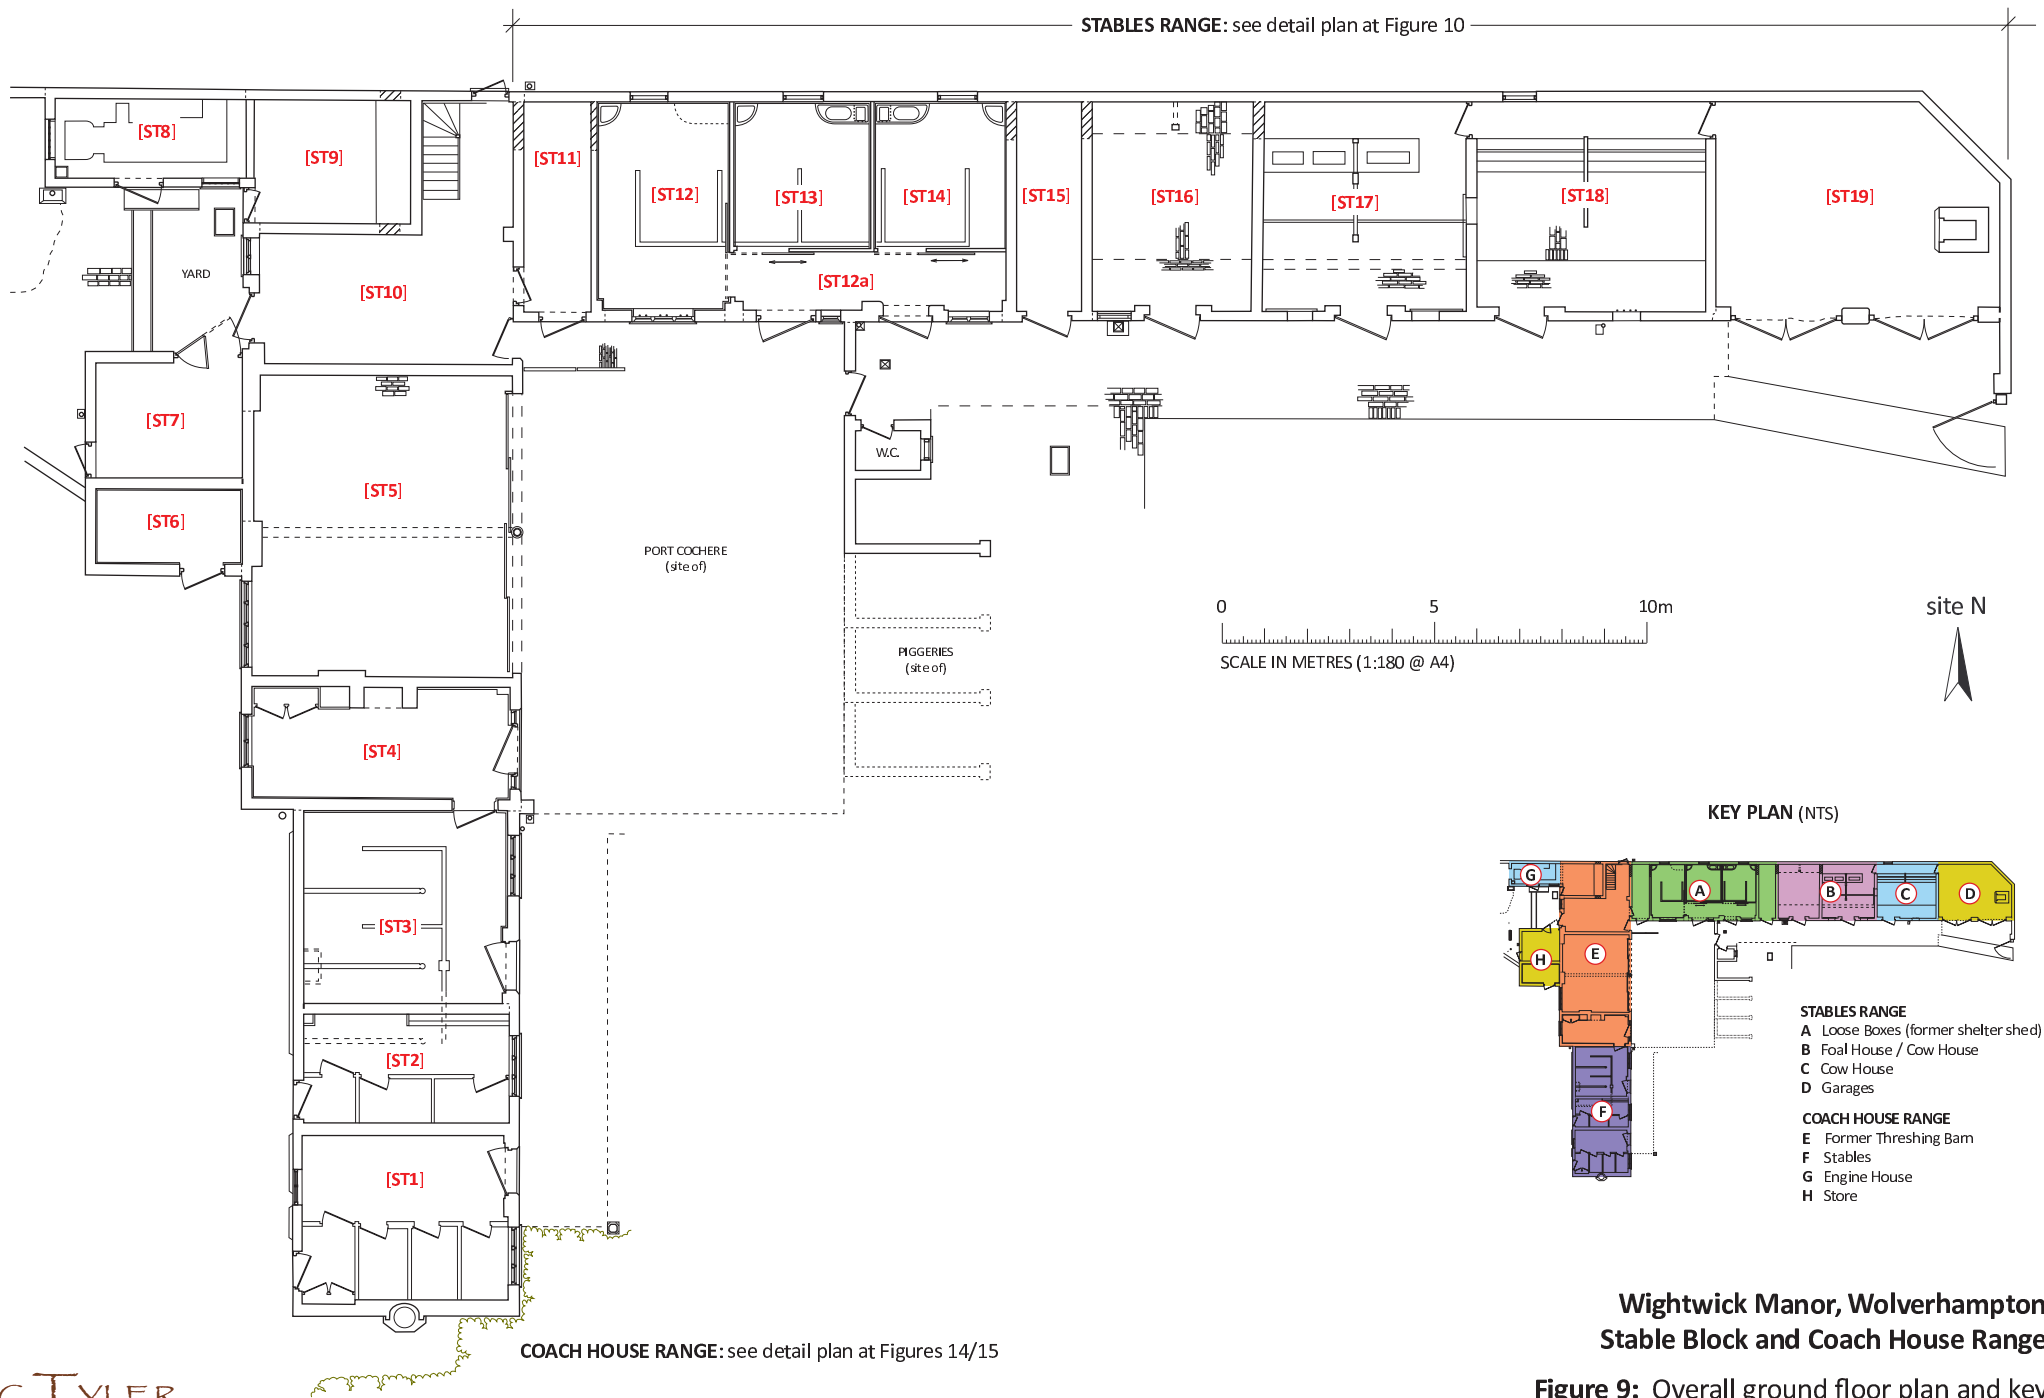 STABLES RANGE: see detail plan at Figure 10
[ST8]
[ST9]
[ST11]
[ST12]
[ST13]
[ST14]
[ST15]
[ST16]
[ST17]
[ST18]
[ST19]
YARD
[ST10]
[ST12a]
[ST7]
W.C.
[ST5]
[ST6]
PORT COCHERE
(site of)
0 5 10m
SCALE IN METRES (1:180 @ A4)
site N
PIGGERIES
(site of)
[ST4]
[ST3]
[ST2]
[ST1]
KEY PLAN (NTS)
G
A
B
C
D
H
E
F
STABLES RANGE
A Loose Boxes (former shelter shed)
B Foal House / Cow House
C Cow House
D Garages
COACH HOUSE RANGE
E Former Threshing Barn
F Stables
G Engine House
H Store
COACH HOUSE RANGE: see detail plan at Figures 14/15
Wightwick Manor, Wolverhampton
Stable Block and Coach House Range
Figure 9: Overall ground floor plan and key
C TYLER